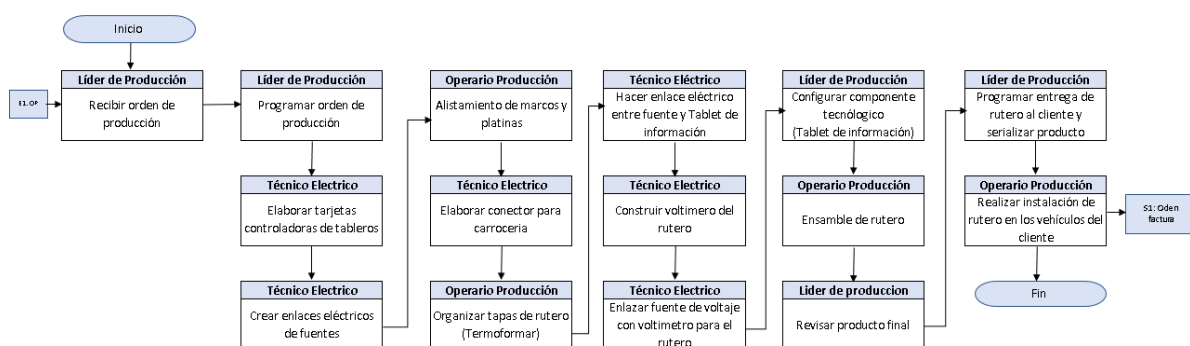 Inicio
E1: OP
Líder de Producción
Recibir orden de
producción
Líder de Producción
Programar orden de
producción
Técnico Electrico
Elaborar tarjetas
controladoras de tableros
Técnico Electrico
Crear enlaces eléctricos
de fuentes
Operario Producción
Alistamiento de marcos y
platinas
Técnico Electrico
Elaborar conector para
carroceria
Operario Producción
Organizar tapas de rutero
(Termoformar)
Técnico Eléctrico
Hacer enlace eléctrico
entre fuente y Tablet de
información
Técnico Electrico
Construir voltimero del
rutero
Técnico Electrico
Enlazar fuente de voltaje
con voltimetro para el
rutero
Líder de Producción
Configurar componente
tecnólogico
(Tablet de información)
Operario Producción
Ensamble de rutero
Lider de produccion
Revisar producto final
Líder de Producción
Programar entrega de
rutero al cliente y
serializar producto
Operario Producción
Realizar instalación de
rutero en los vehículos del
cliente
S1: Oden
factura
Fin